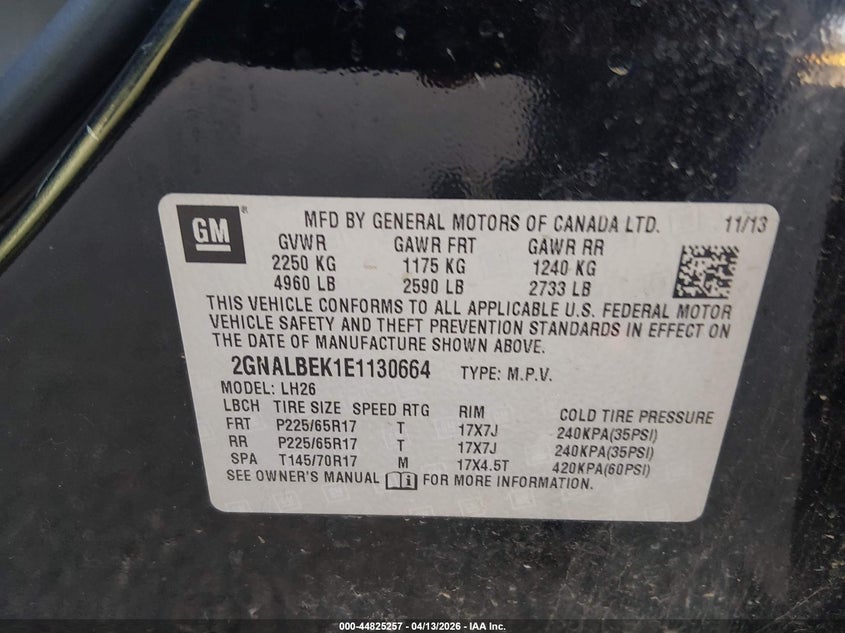 GM ®
MFD BY GENERAL MOTORS OF CANADA LTD. 11/13
GVWR GAWR FRT GAWR RR
2250 KG 1175 KG 1240 KG
4960 LB 2590 LB 2733 LB
THIS VEHICLE CONFORMS TO ALL APPLICABLE U.S. FEDERAL MOTOR
VEHICLE SAFETY AND THEFT PREVENTION STANDARDS IN EFFECT ON
THE DATE OF MANUFACTURE SHOWN ABOVE.
2GNALBEK1E1130664 TYPE: M.P.V.
MODEL: LH26
LBCH TIRE SIZE SPEED RTG RIM COLD TIRE PRESSURE
FRT P225/65R17 T 17X7J 240KPA(35PSI)
RR P225/65R17 T 17X7J 240KPA(35PSI)
SPA T145/70R17 M 17X4.5T 420KPA(60PSI)
SEE OWNER'S MANUAL FOR MORE INFORMATION.
000-44825257 - 04/13/2026 - IAA Inc.